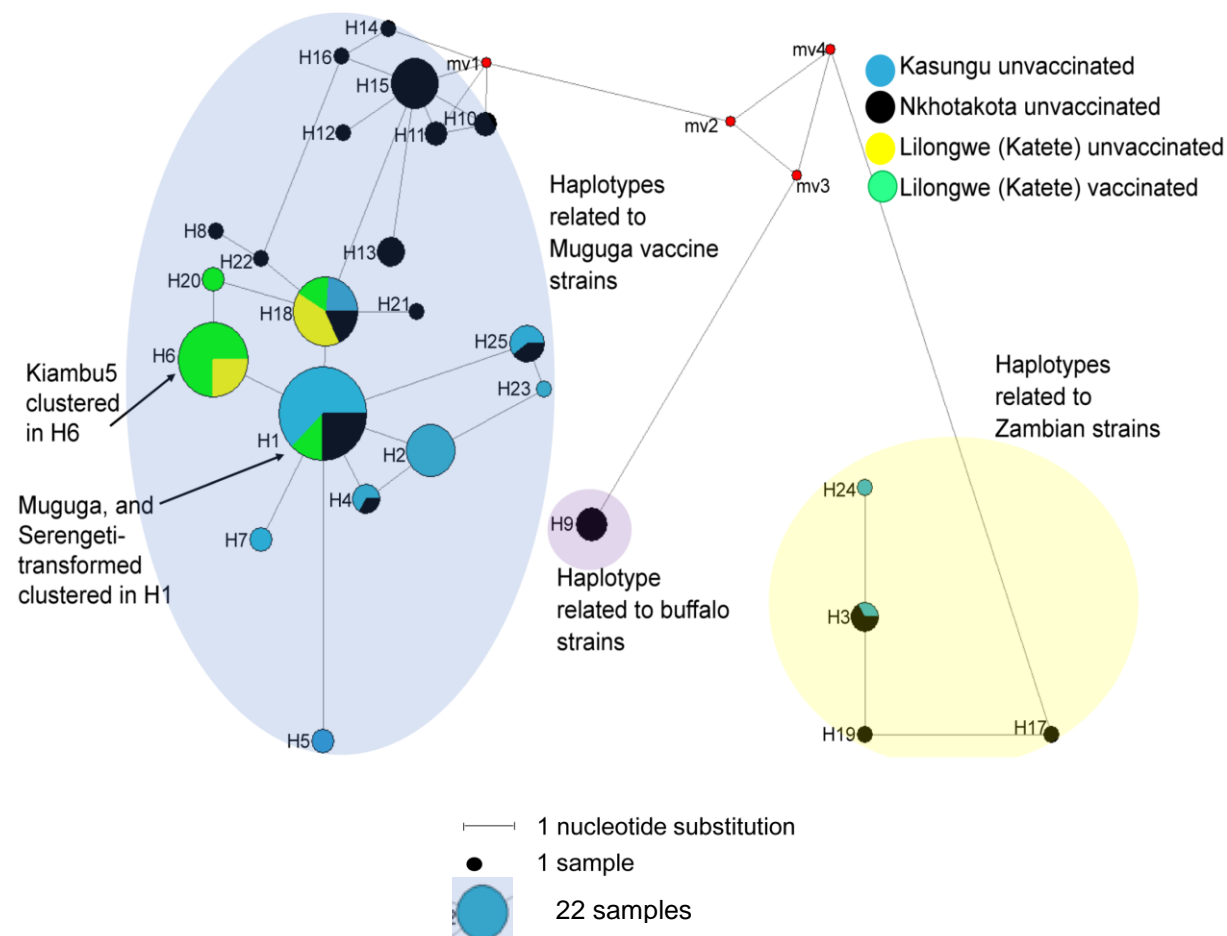 H14
H16
mv1
mv4
Kasungu unvaccinated
H15
Nkhotakota unvaccinated
H12
H11
H10
mv2
Lilongwe (Katete) unvaccinated
mv3
Lilongwe (Katete) vaccinated
Haplotypes
related to
Muguga vaccine
strains
H8
H22
H13
H20
H18
H21
H6
H25
H23
Kiambu5
clustered
in H6
H1
H2
H4
H7
H5
Muguga, and
Serengeti-
transformed
clustered in H1
H9
Haplotype
related to buffalo
strains
Haplotypes
related to
Zambian strains
H24
H3
H19
H17
1 nucleotide substitution
1 sample
22 samples